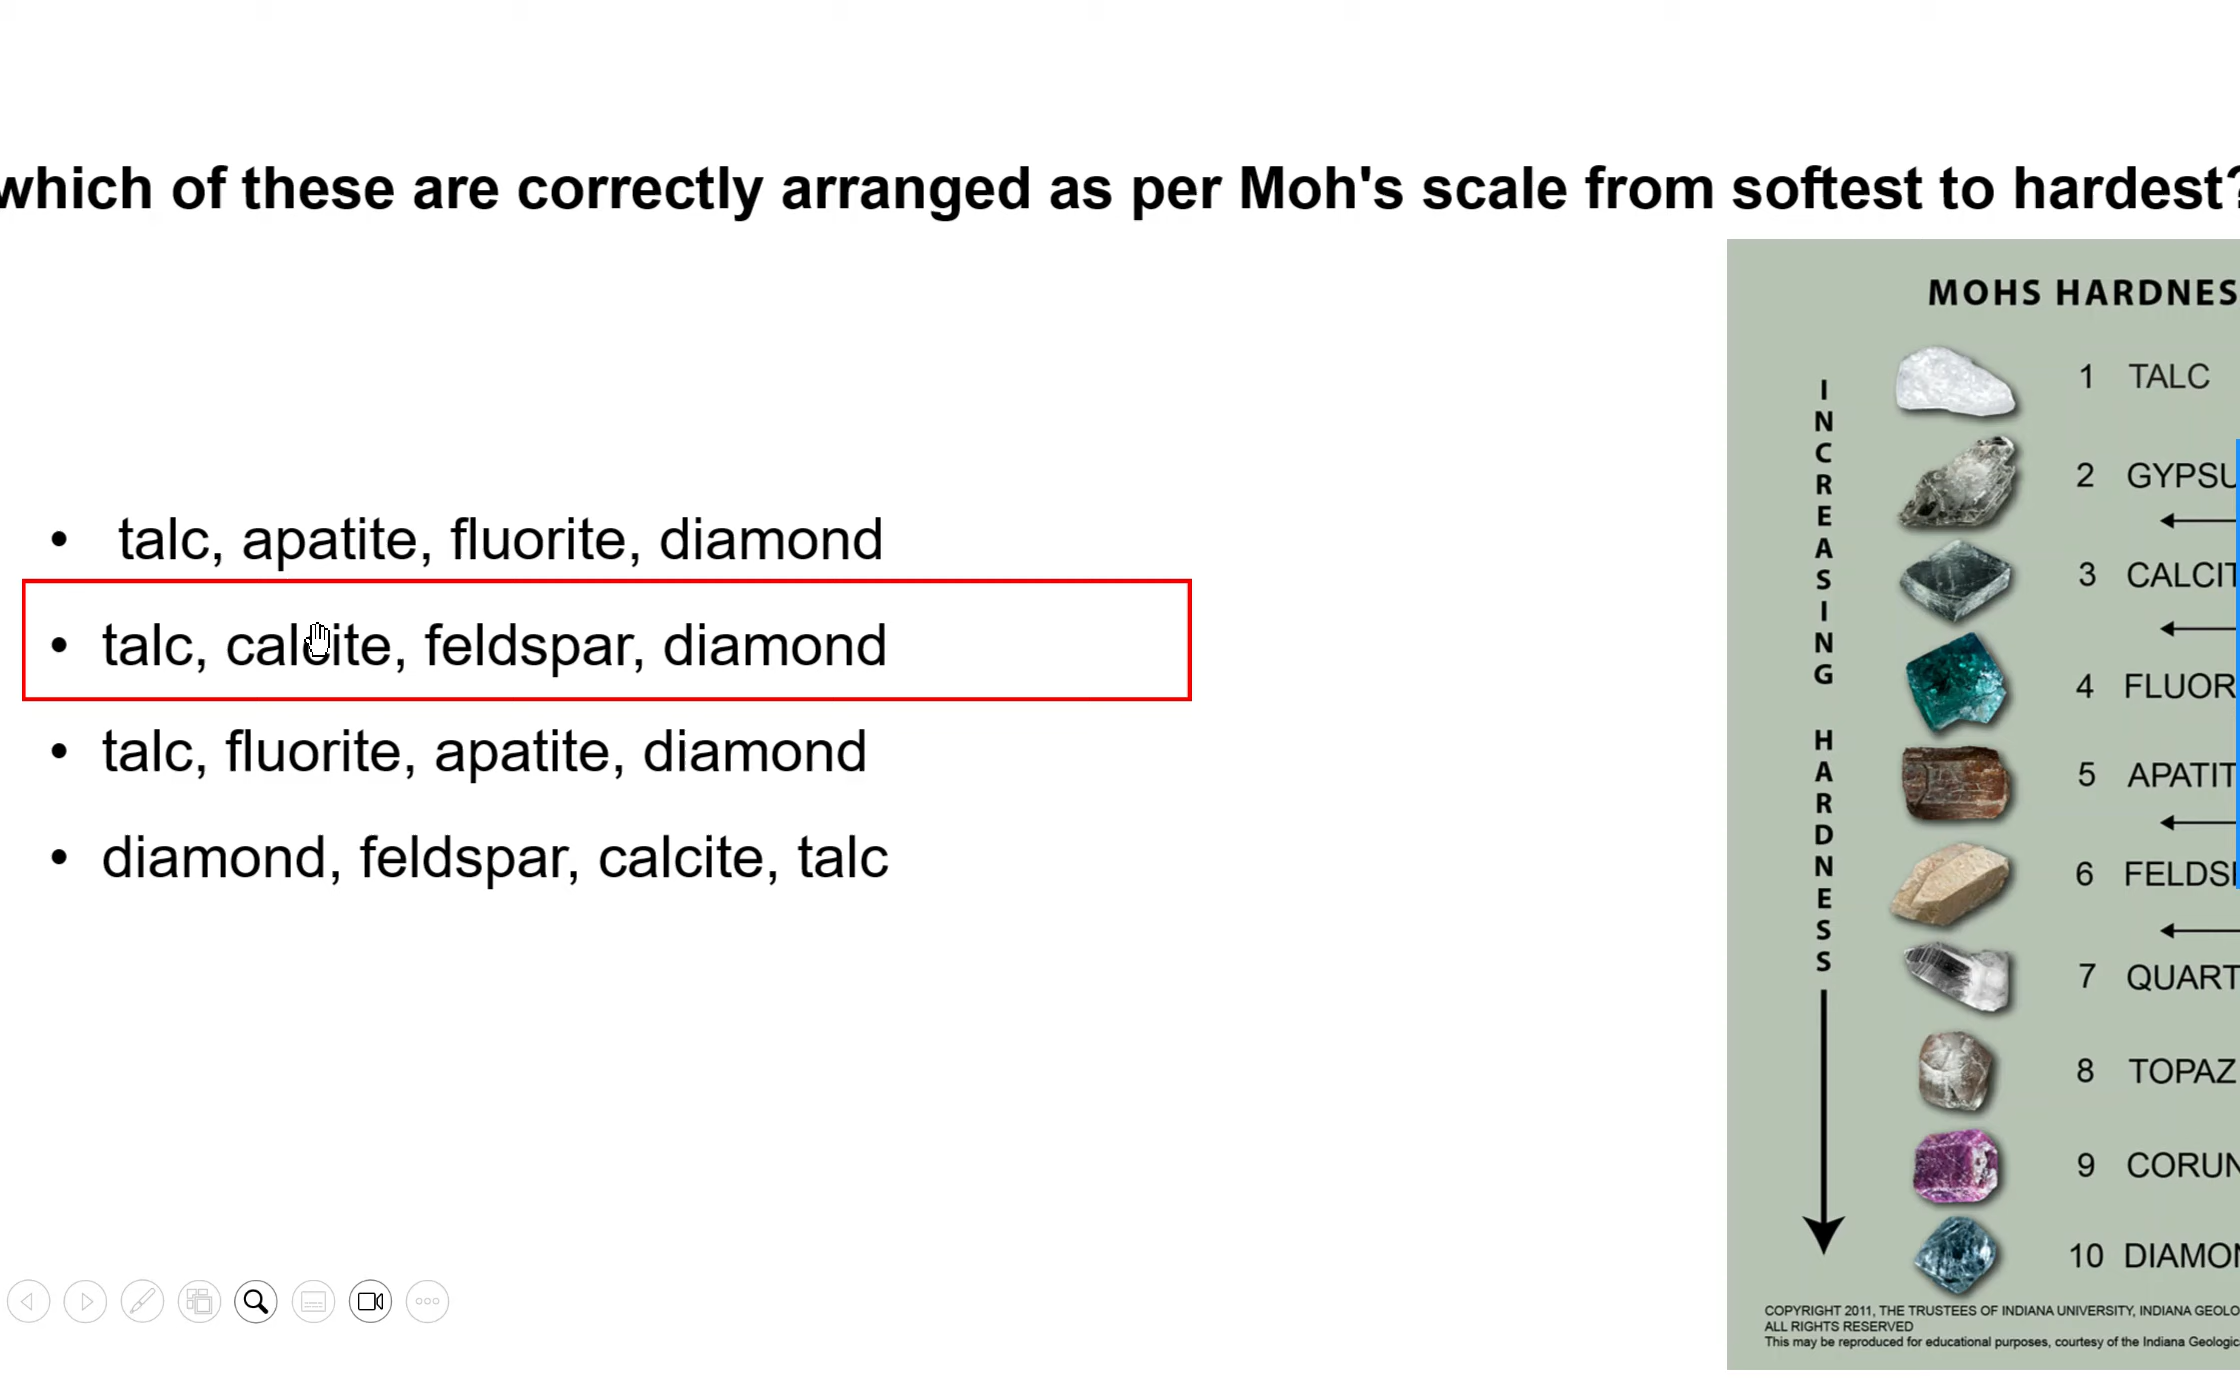 which of these are correctly arranged as per Moh's scale from softest to hardest?
• talc, apatite, fluorite, diamond
• talc, calcite, feldspar, diamond
• talc, fluorite, apatite, diamond
• diamond, feldspar, calcite, talc
MOHS HARDNES
INCREASING HARDNESS
1 TALC
2 GYPSU
3 CALCIT
4 FLUOR
5 APATIT
6 FELDS
7 QUART
8 TOPAZ
9 CORUN
10 DIAMON
COPYRIGHT 2011, THE TRUSTEES OF INDIANA UNIVERSITY, INDIANA GEOLO
ALL RIGHTS RESERVED
This may be reproduced for educational purposes, courtesy of the Indiana Geologic